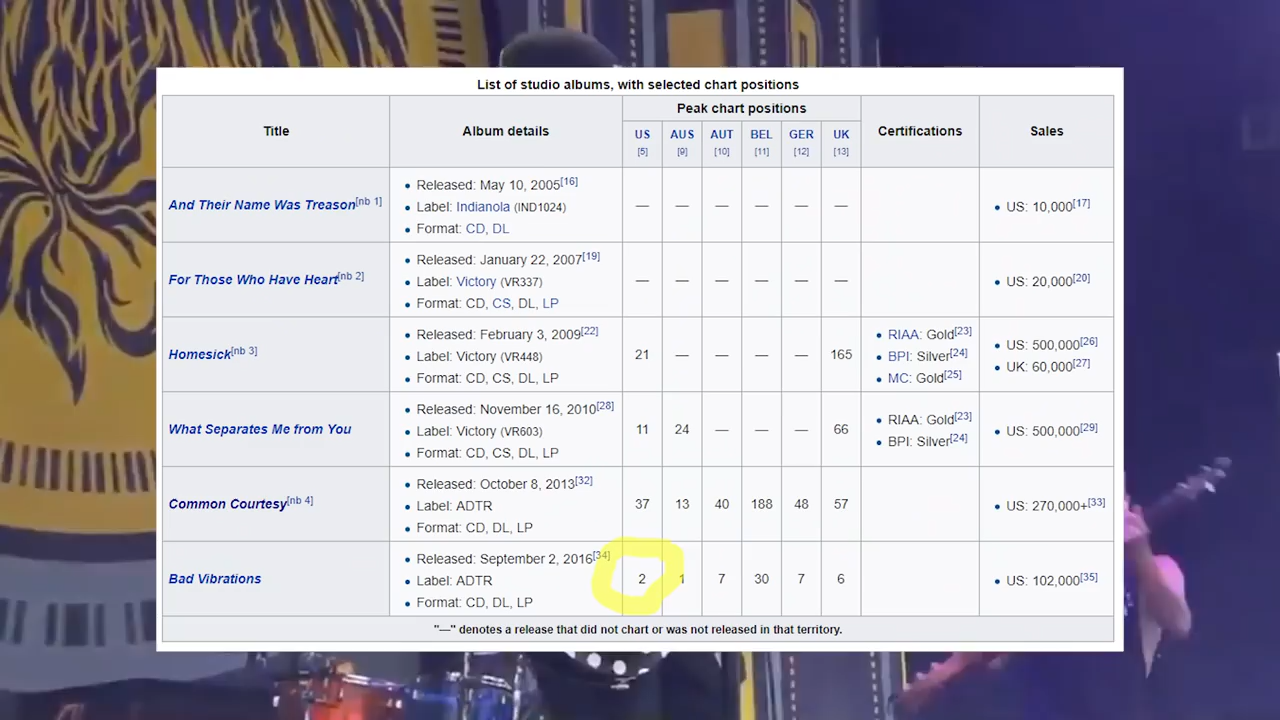 List of studio albums, with selected chart positions
Title Album details Peak chart positions Certifications Sales
US AUS AUT BEL GER UK
[5] [9] [10] [11] [12] [13]
And Their Name Was Treason[nb 1]
Released: May 10, 2005[16]
Label: Indianola (IND1024)
Format: CD, DL
— — — — — —
US: 10,000[17]
For Those Who Have Heart[nb 2]
Released: January 22, 2007[19]
Label: Victory (VR337)
Format: CD, CS, DL, LP
— — — — — —
US: 20,000[20]
Homesick[nb 3]
Released: February 3, 2009[22]
Label: Victory (VR448)
Format: CD, CS, DL, LP
21 — — — — 165
RIAA: Gold[23]
BPI: Silver[24]
MC: Gold[25]
US: 500,000[26]
UK: 60,000[27]
What Separates Me from You
Released: November 16, 2010[28]
Label: Victory (VR603)
Format: CD, CS, DL, LP
11 24 — — — 66
RIAA: Gold[23]
BPI: Silver[24]
US: 500,000[29]
Common Courtesy[nb 4]
Released: October 8, 2013[32]
Label: ADTR
Format: CD, DL, LP
37 13 40 188 48 57
US: 270,000+[33]
Bad Vibrations
Released: September 2, 2016[34]
Label: ADTR
Format: CD, DL, LP
2 1 7 30 7 6
US: 102,000[35]
"—" denotes a release that did not chart or was not released in that territory.